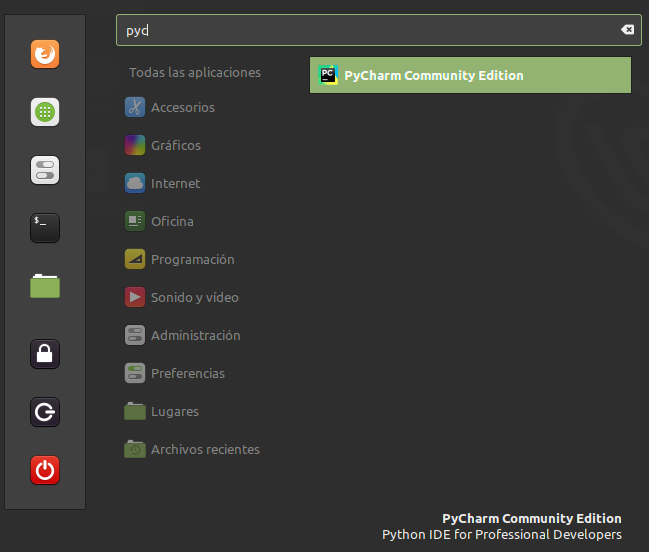 pyc
Todas las aplicaciones
PyCharm Community Edition
Accesorios
Gráficos
Internet
Oficina
Programación
Sonido y vídeo
Administración
Preferencias
Lugares
Archivos recientes
$_
PC
PyCharm Community Edition
Python IDE for Professional Developers